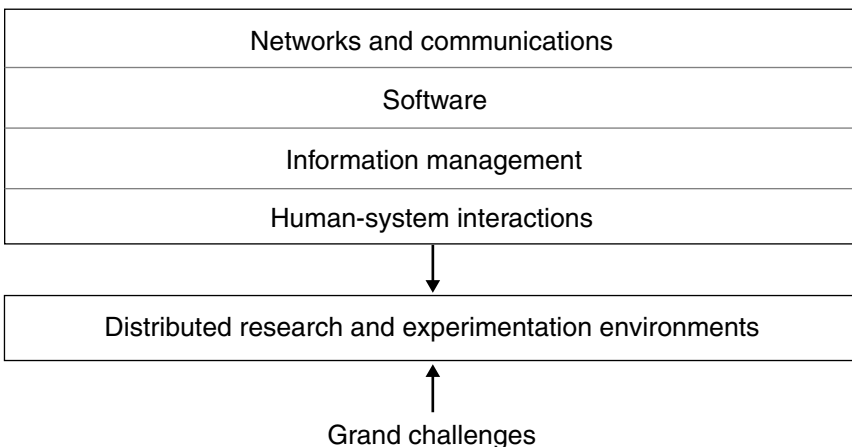 Networks and communications
Software
Information management
Human-system interactions
Distributed research and experimentation environments
Grand challenges